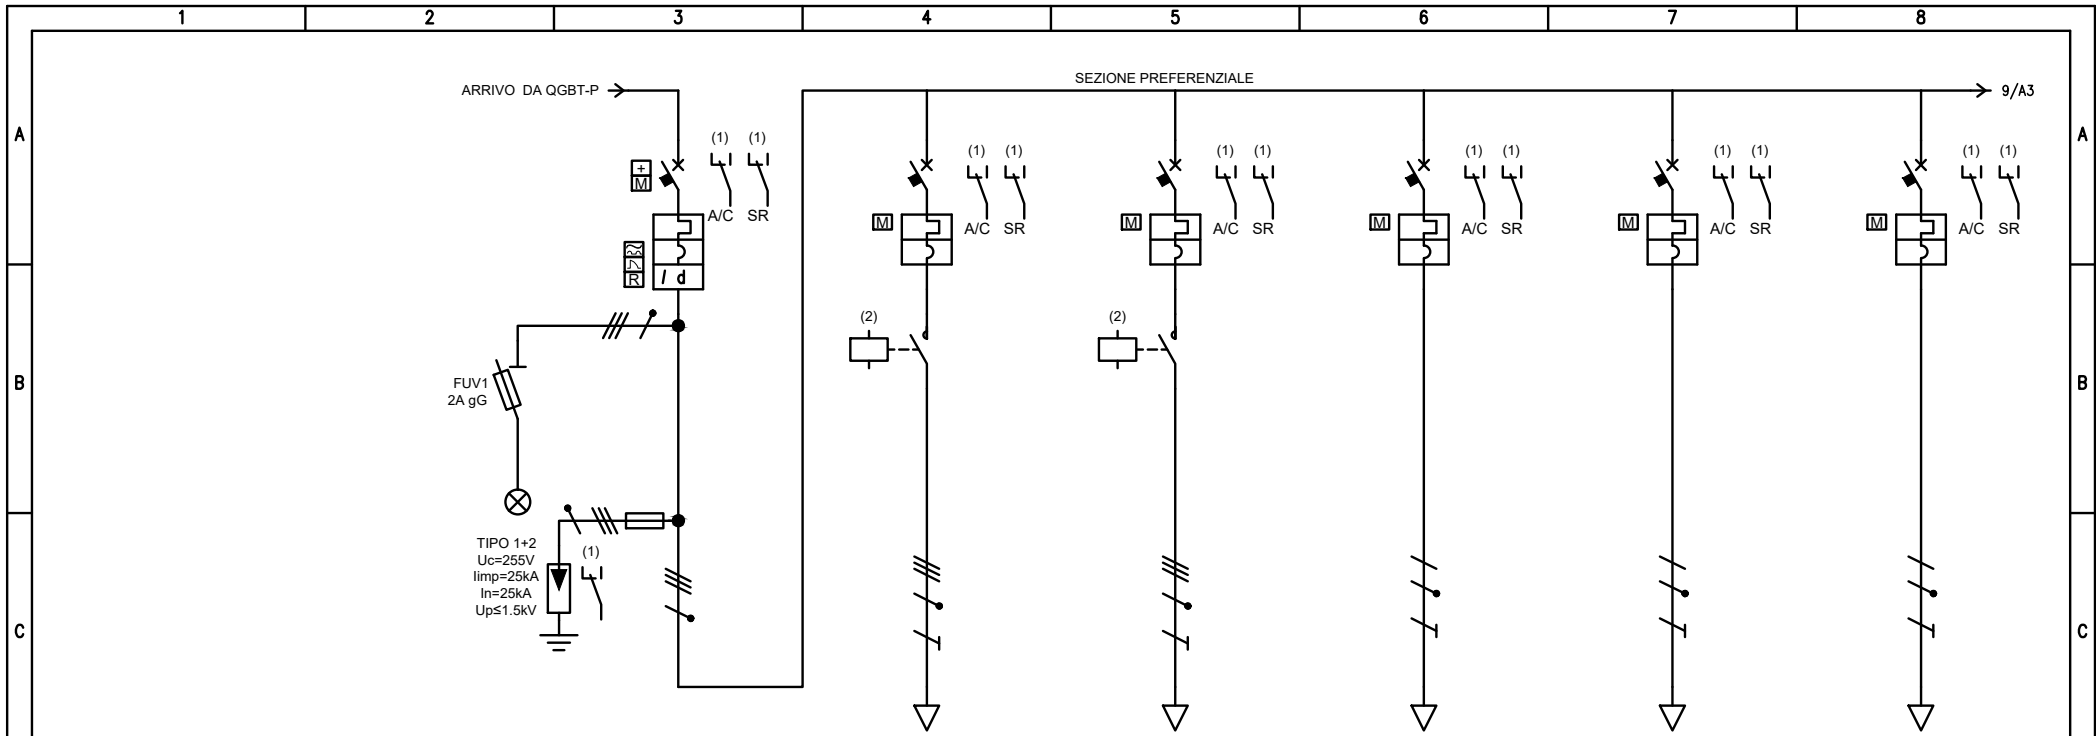 1 2 3 4 5 6 7 8
ARRIVO DA QGBT-P
SEZIONE PREFERENZIALE
9/A3
A A
(1) (1)
+
M
A/C SR
R
I d
(1) (1)
M
A/C SR
(1) (1)
M
A/C SR
(1) (1)
M
A/C SR
(1) (1)
M
A/C SR
(1) (1)
M
A/C SR
(2)
(2)
B B
FUV1
2A gG
TIPO 1+2
Uc=255V
Iimp=25kA
In=25kA
Up≤1.5kV
(1)
C C